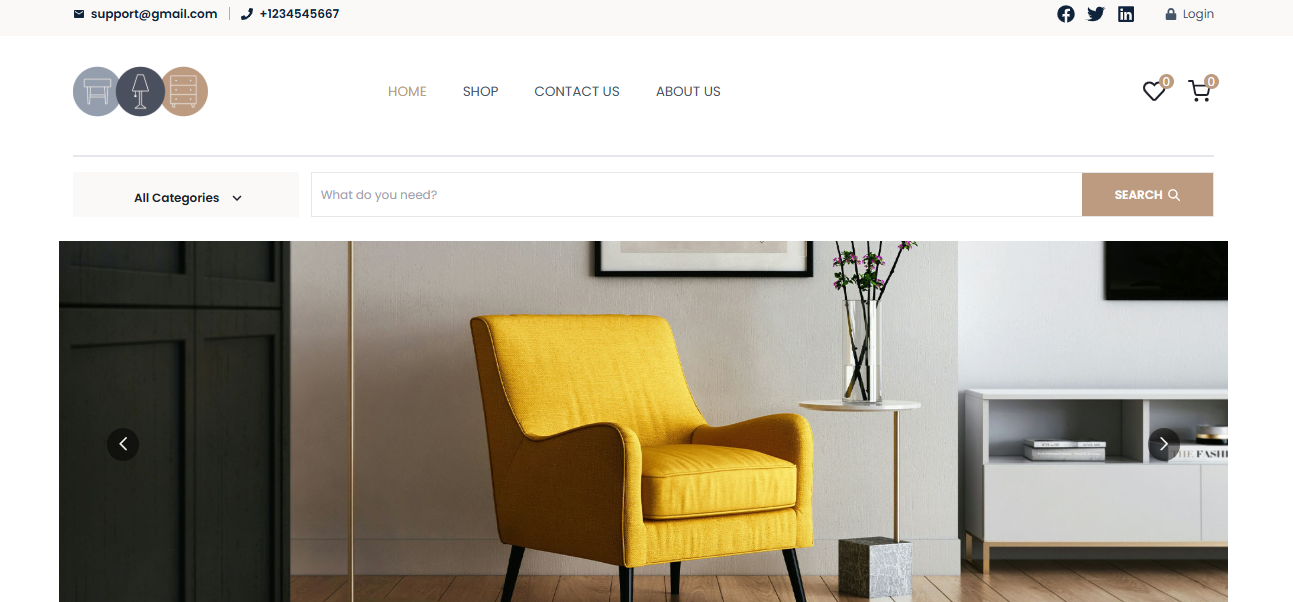 support@gmail.com +1234545667 Login
HOME SHOP CONTACT US ABOUT US 0 0
All Categories What do you need? SEARCH
THE FASHI